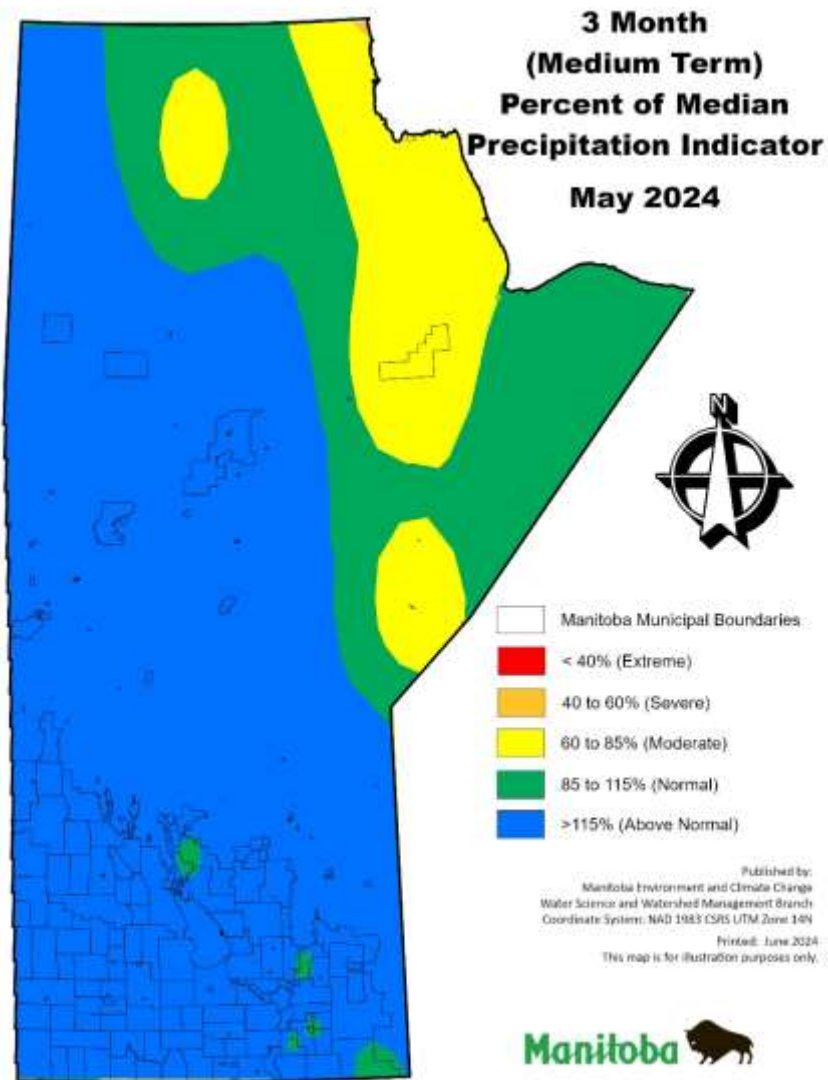 3 Month
(Medium Term)
Percent of Median
Precipitation Indicator
May 2024
N
Manitoba Municipal Boundaries
< 40% (Extreme)
40 to 60% (Severe)
60 to 85% (Moderate)
85 to 115% (Normal)
>115% (Above Normal)
Published by:
Manitoba Environment and Climate Change
Water Science and Watershed Management Branch
Coordinate System: NAD 1983 CSRS UTM Zone 14N
Printed: June 2024
This map is for illustration purposes only.
Manitoba